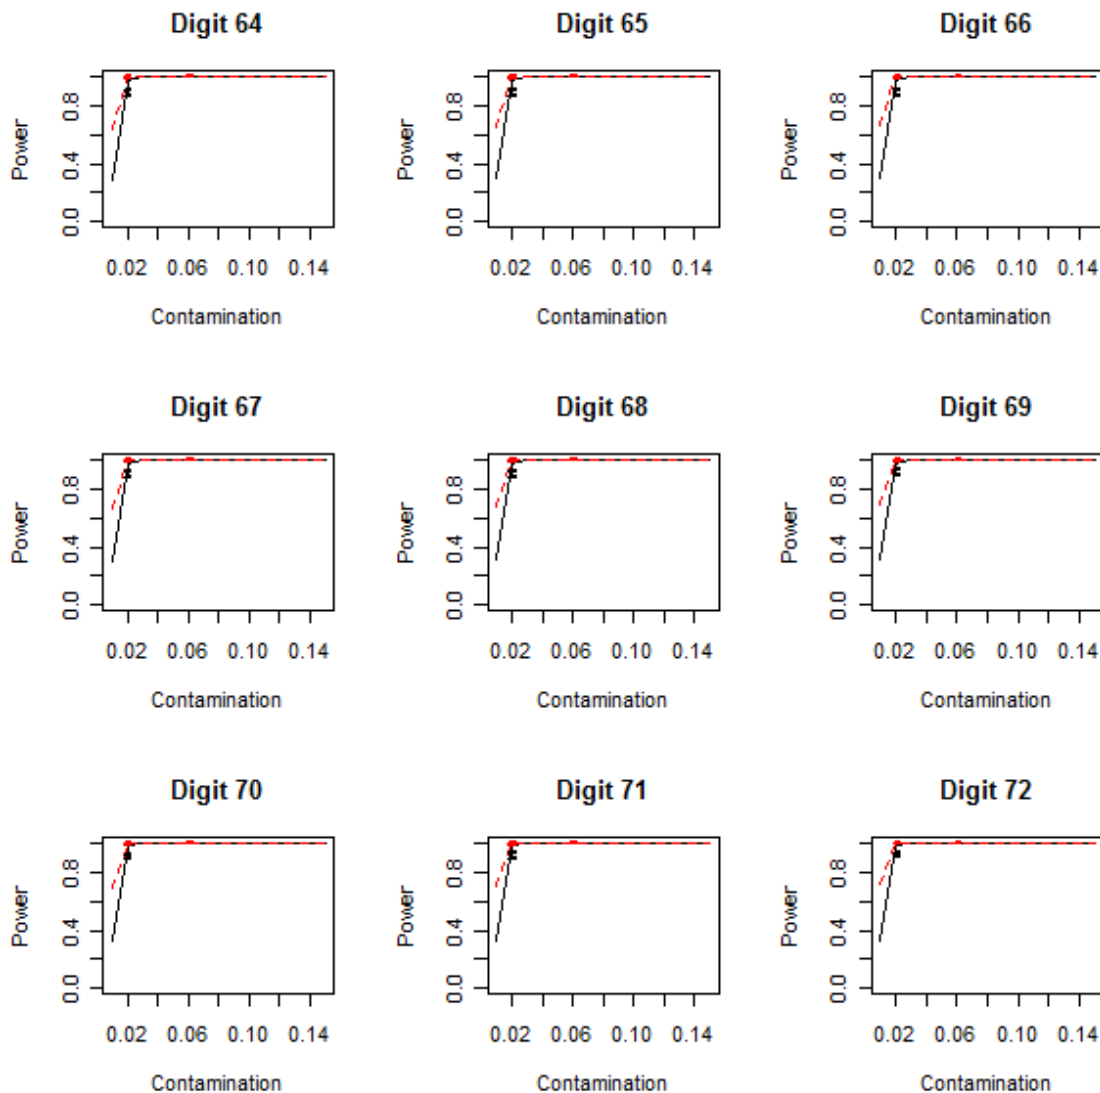 Digit 64 Digit 65 Digit 66
Power 0.0 0.4 0.8 Power 0.0 0.4 0.8 Power 0.0 0.4 0.8
0.02 0.06 0.10 0.14 0.02 0.06 0.10 0.14 0.02 0.06 0.10 0.14
Contamination Contamination Contamination
Digit 67 Digit 68 Digit 69
Power 0.0 0.4 0.8 Power 0.0 0.4 0.8 Power 0.0 0.4 0.8
0.02 0.06 0.10 0.14 0.02 0.06 0.10 0.14 0.02 0.06 0.10 0.14
Contamination Contamination Contamination
Digit 70 Digit 71 Digit 72
Power 0.0 0.4 0.8 Power 0.0 0.4 0.8 Power 0.0 0.4 0.8
0.02 0.06 0.10 0.14 0.02 0.06 0.10 0.14 0.02 0.06 0.10 0.14
Contamination Contamination Contamination